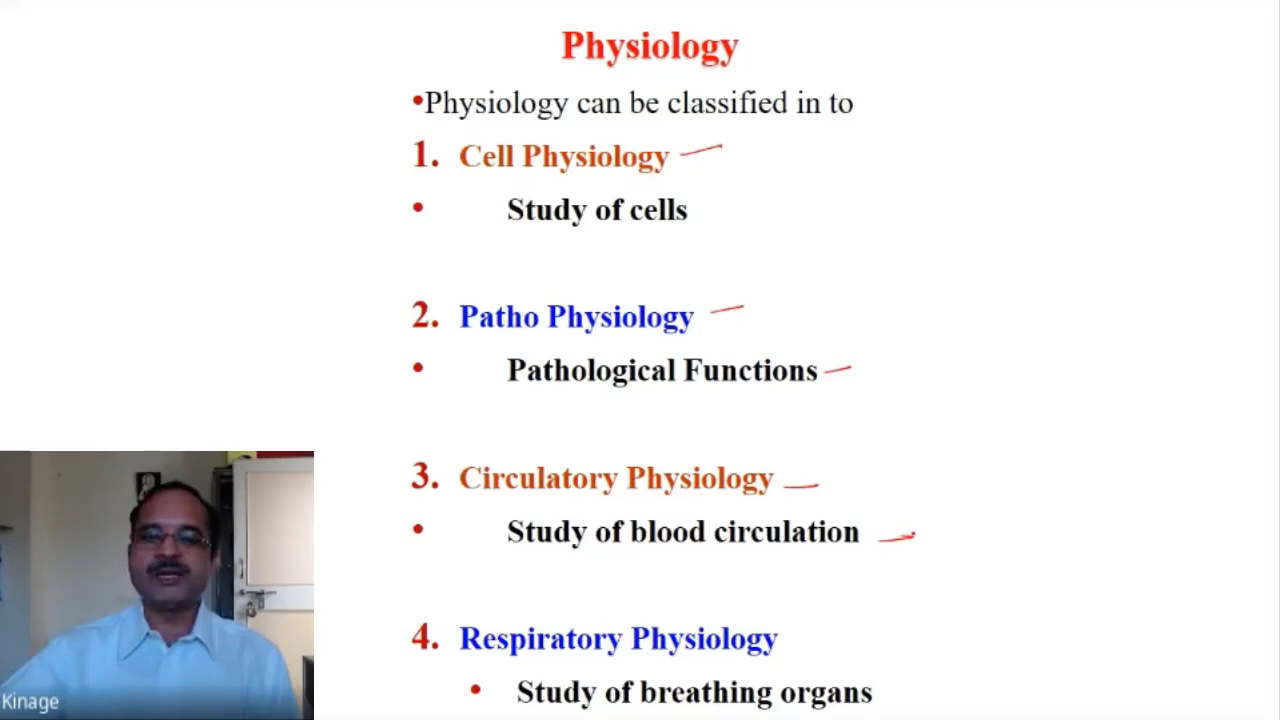 Physiology
•Physiology can be classified in to
1. Cell Physiology
• Study of cells
2. Patho Physiology
• Pathological Functions
3. Circulatory Physiology
• Study of blood circulation
4. Respiratory Physiology
• Study of breathing organs
Kinage